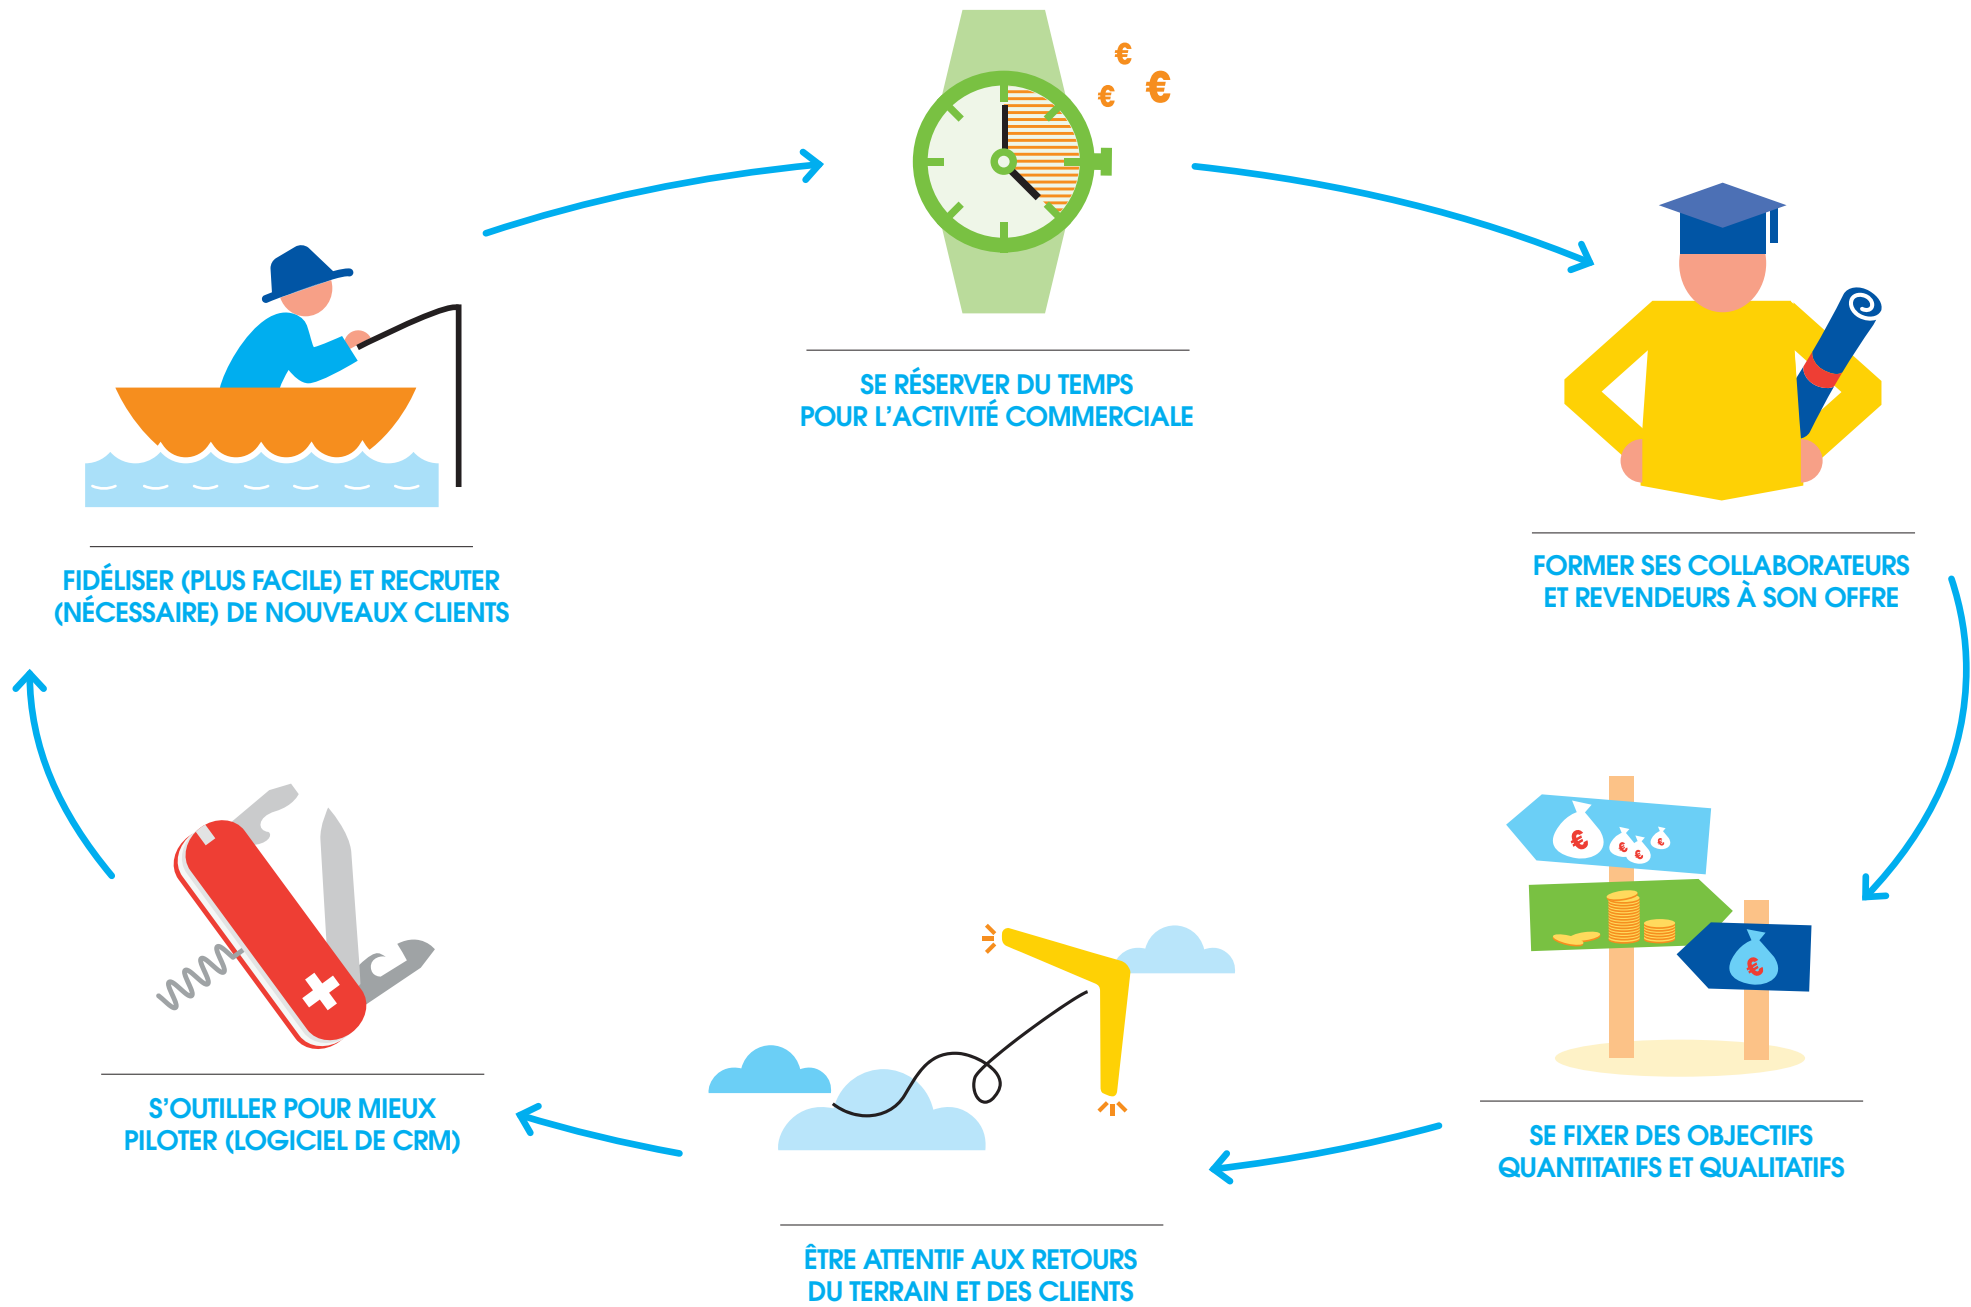 €
€
€
SE RÉSERVER DU TEMPS
POUR L’ACTIVITÉ COMMERCIALE
FORMER SES COLLABORATEURS
ET REVENDEURS À SON OFFRE
€
€
€
€
€
SE FIXER DES OBJECTIFS
QUANTITATIFS ET QUALITATIFS
ÊTRE ATTENTIF AUX RETOURS
DU TERRAIN ET DES CLIENTS
S’OUTILLER POUR MIEUX
PILOTER (LOGICIEL DE CRM)
FIDÉLISER (PLUS FACILE) ET RECRUTER
(NÉCESSAIRE) DE NOUVEAUX CLIENTS